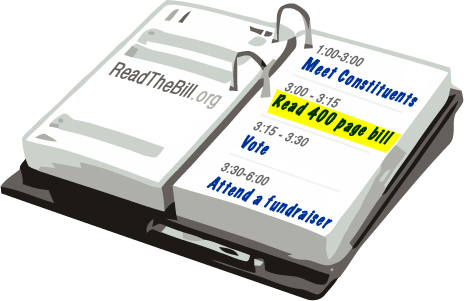 ReadTheBill.org
1:00-3:00
Meet Constituents
3:00 - 3:15
Read 400 page bill
3:15 - 3:30
Vote
3:30-6:00
Attend a fundraiser